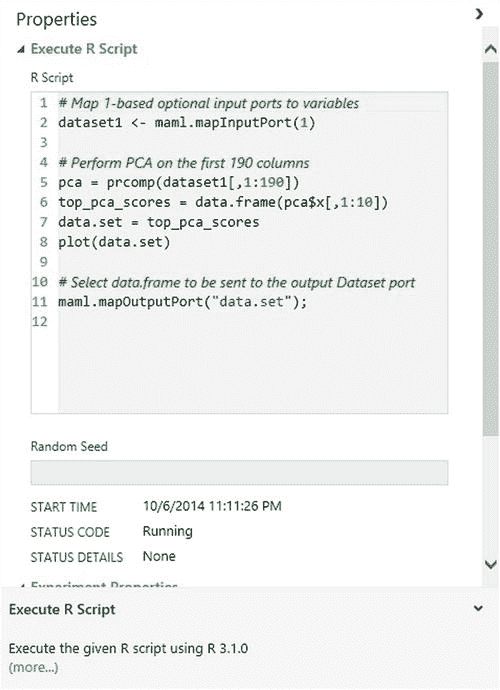 Properties
Execute R Script
R Script
1 # Map 1-based optional input ports to variables
2 dataset1 <- maml.mapInputPort(1)
3
4 # Perform PCA on the first 190 columns
5 pca = prcomp(dataset1[,1:190])
6 top_pca_scores = data.frame(pca$x[,1:10])
7 data.set = top_pca_scores
8 plot(data.set)
9
10 # Select data.frame to be sent to the output Dataset port
11 maml.mapOutputPort("data.set");
12
Random Seed
START TIME 10/6/2014 11:11:26 PM
STATUS CODE Running
STATUS DETAILS None
Experiment Properties
Execute R Script
Execute the given R script using R 3.1.0
(more...)